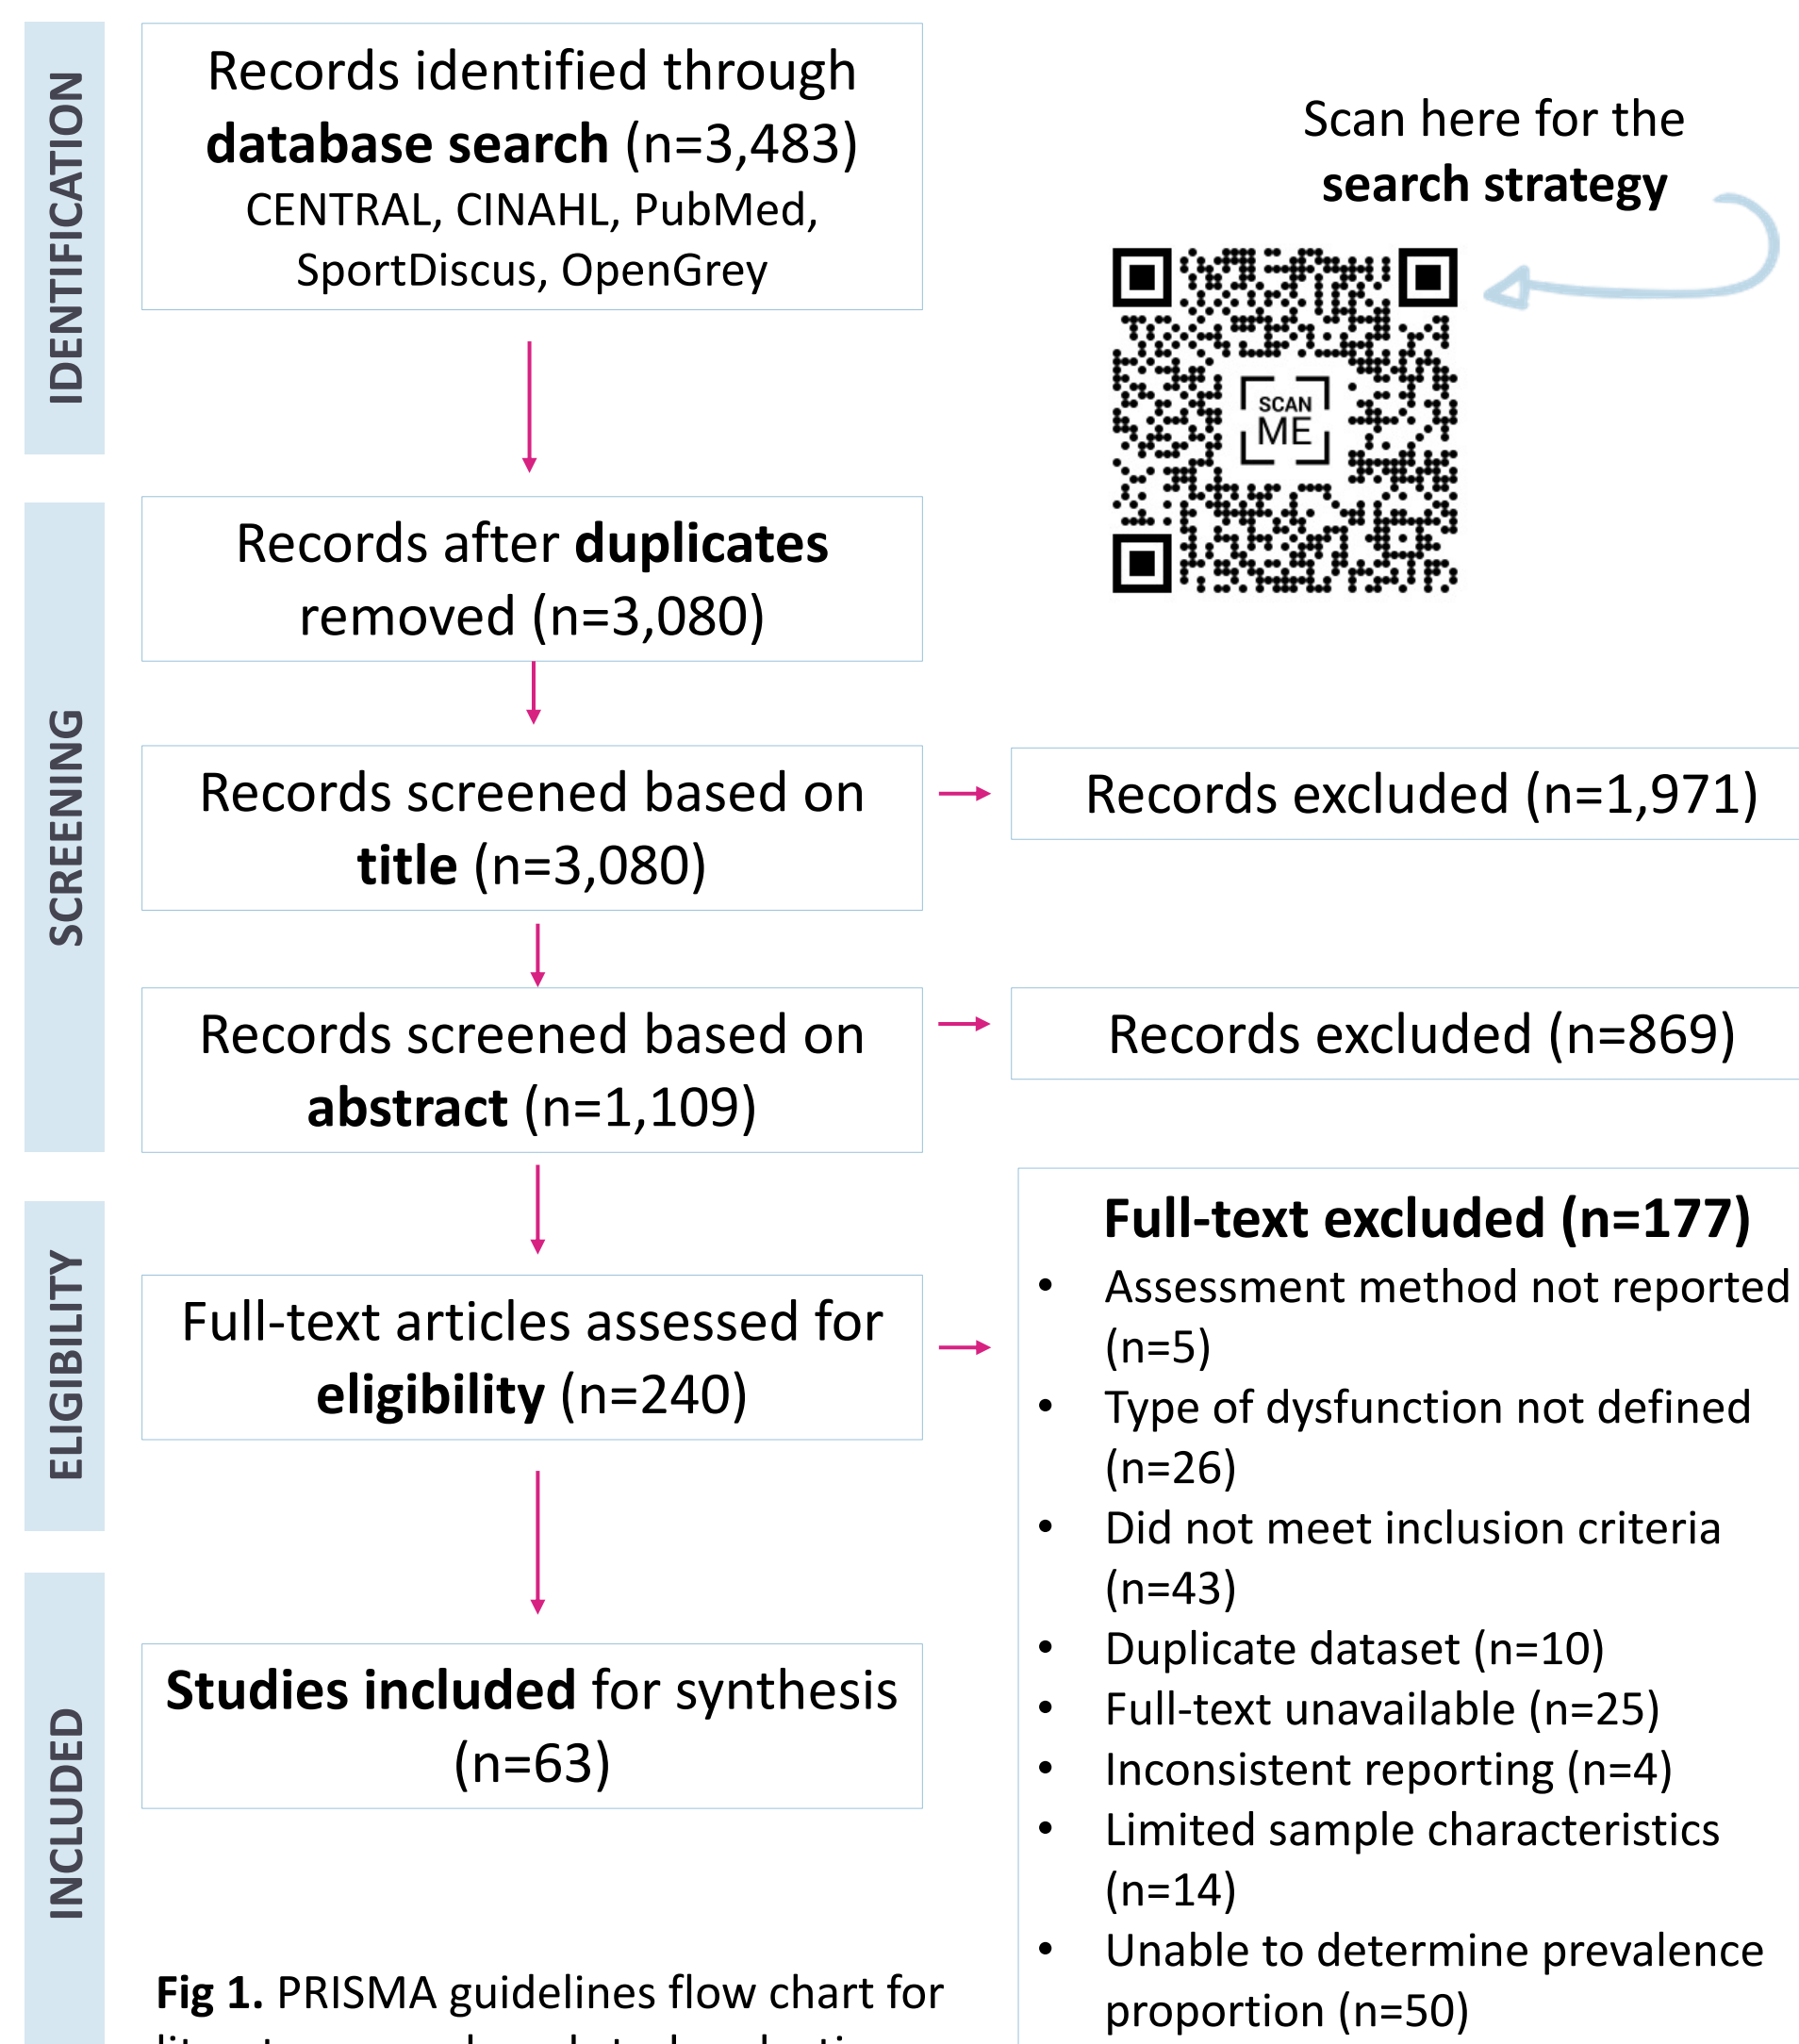 IDENTIFICATION
Records identified through
database search (n=3,483)
CENTRAL, CINAHL, PubMed,
SportDiscus, OpenGrey
Scan here for the
search strategy
SCAN
ME
SCREENING
Records after duplicates
removed (n=3,080)
Records screened based on
title (n=3,080)
Records excluded (n=1,971)
Records screened based on
abstract (n=1,109)
Records excluded (n=869)
ELIGIBILITY
Full-text articles assessed for
eligibility (n=240)
Full-text excluded (n=177)
• Assessment method not reported
(n=5)
• Type of dysfunction not defined
(n=26)
• Did not meet inclusion criteria
(n=43)
• Duplicate dataset (n=10)
• Full-text unavailable (n=25)
• Inconsistent reporting (n=4)
• Limited sample characteristics
(n=14)
• Unable to determine prevalence
proportion (n=50)
INCLUDED
Studies included for synthesis
(n=63)
Fig 1. PRISMA guidelines flow chart for